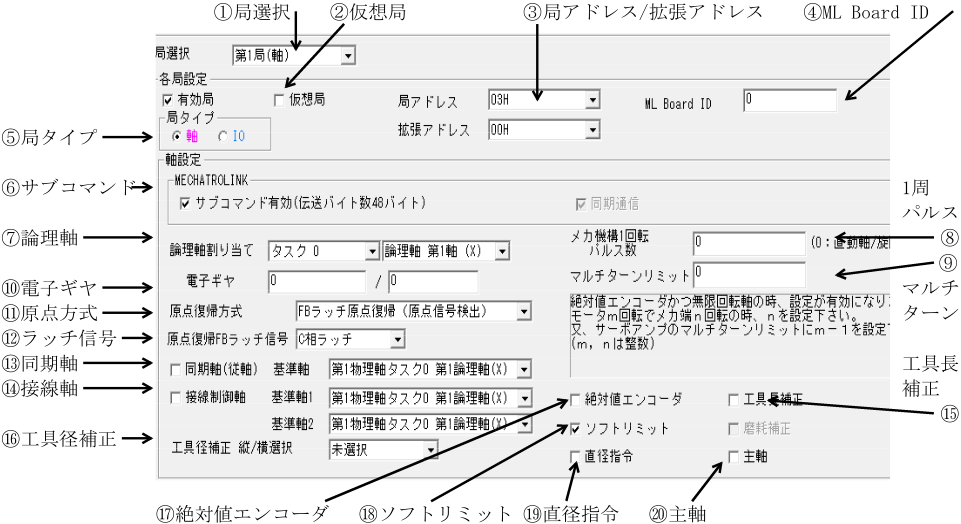 ①局選択 ②仮想局 ③局アドレス/拡張アドレス ④ML Board ID
局選択 第1局(軸)
各局設定
有効局 仮想局 局アドレス 03H ML Board ID 0
⑤局タイプ 局タイプ 軸 IO 拡張アドレス 00H
軸設定
⑥サブコマンド MECHATROLINK
サブコマンド有効(伝送バイト数48バイト) 同期通信
1周
パルス
⑧
⑦論理軸 論理軸割り当て タスク 0 論理軸 第1軸 (X) メカ機構1回転
パルス数 0 (0:直動軸/旋
⑨
マルチ
ターン
⑩電子ギヤ 電子ギヤ 0 / 0 マルチターンリミット 0
⑪原点方式 原点復帰方式 FBラッチ原点復帰 (原点信号検出)
絶対値エンコーダかつ無限回転軸の時、設定が有効になり
モータm回転でメカ端n回転の時、nを設定下さい。
又、サーボアンプのマルチターンリミットにm-1を設定
(m,nは整数)
⑫ラッチ信号 原点復帰FBラッチ信号 C相ラッチ
⑬同期軸 同期軸(従軸) 基準軸 第1物理軸タスク0 第1論理軸(X)
工具長
補正
⑮
⑭接線軸 接線制御軸 基準軸1 第1物理軸タスク0 第1論理軸(X) 絶対値エンコーダ 工具長補正
基準軸2 第1物理軸タスク0 第1論理軸(X) ソフトリミット 磨耗補正
⑯工具径補正 工具径補正 縦/横選択 未選択 直径指令 主軸
⑰絶対値エンコーダ ⑱ソフトリミット ⑲直径指令 ⑳主軸